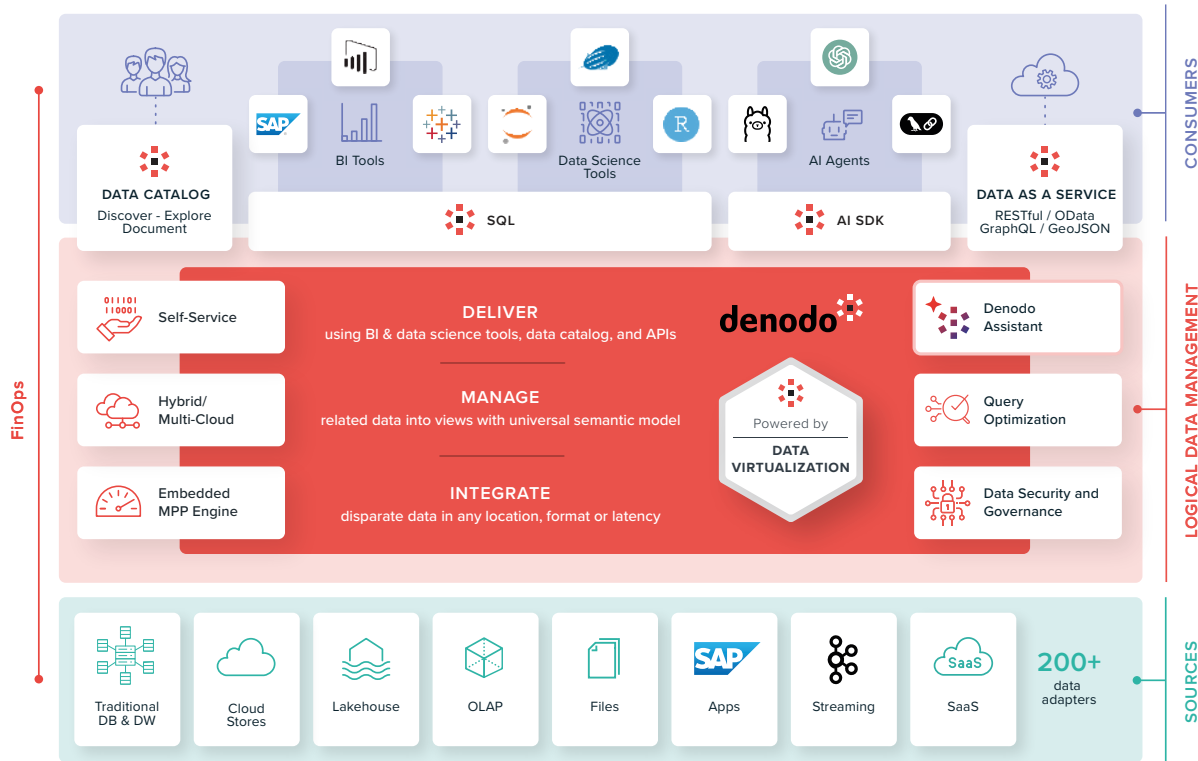 SAP
BI Tools
Data Science
Tools
R
AI Agents
DATA CATALOG
Discover - Explore
Document
SQL
AI SDK
DATA AS A SERVICE
RESTful / OData
GraphQL / GeoJSON
CONSUMERS
FinOps
011101
110001
Self-Service
Hybrid/
Multi-Cloud
Embedded
MPP Engine
DELIVER
using BI & data science tools, data catalog, and APIs
MANAGE
related data into views with universal semantic model
INTEGRATE
disparate data in any location, format or latency
denodo
Powered by
DATA
VIRTUALIZATION
Denodo
Assistant
Query
Optimization
Data Security and
Governance
LOGICAL DATA MANAGEMENT
Traditional
DB & DW
Cloud
Stores
Lakehouse
OLAP
Files
SAP
Apps
Streaming
SaaS
SaaS
200+
data
adapters
SOURCES